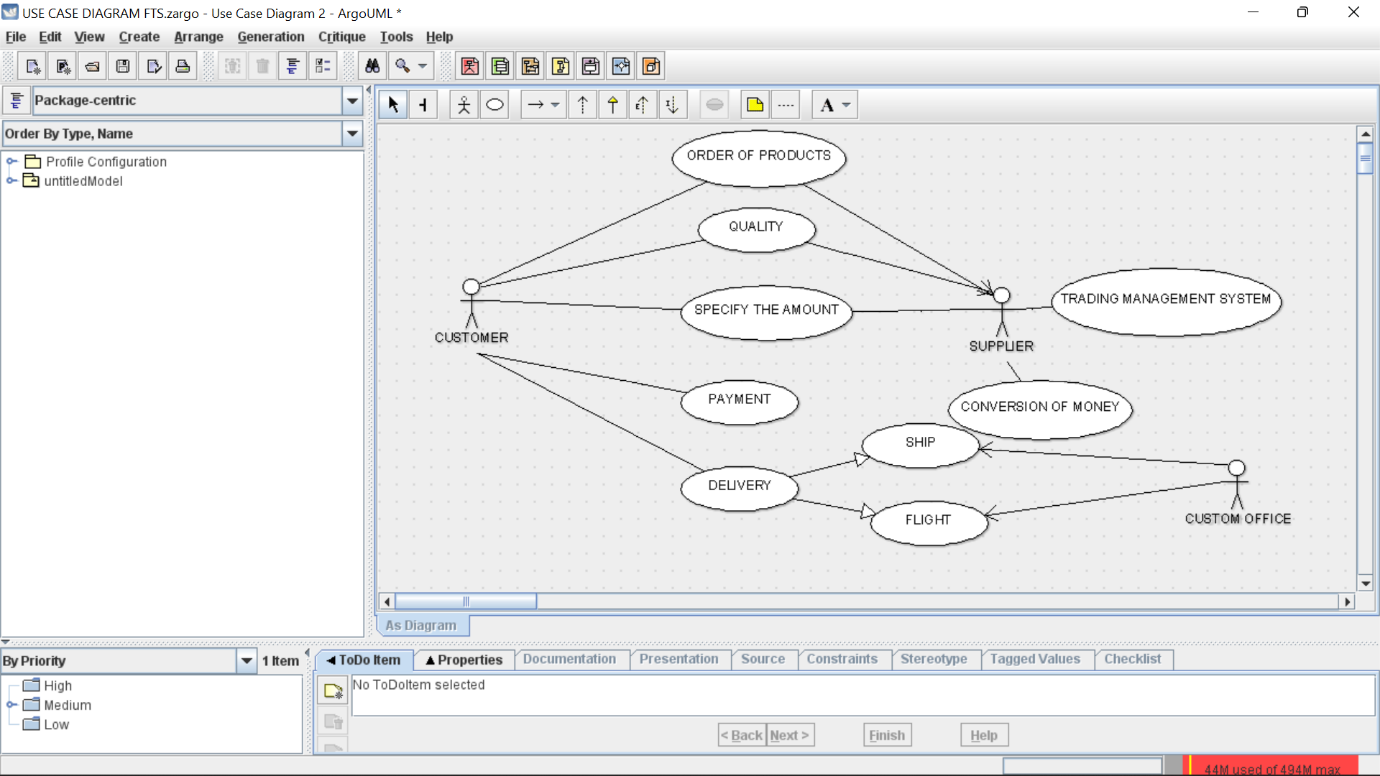 USE CASE DIAGRAM FTS.zargo - Use Case Diagram 2 - ArgoUML *
File Edit View Create Arrange Generation Critique Tools Help
Package-centric
Order By Type, Name
Profile Configuration
untitledModel
A
ORDER OF PRODUCTS
QUALITY
SPECIFY THE AMOUNT
TRADING MANAGEMENT SYSTEM
CUSTOMER
SUPPLIER
PAYMENT
CONVERSION OF MONEY
SHIP
DELIVERY
FLIGHT
CUSTOM OFFICE
As Diagram
By Priority
1 Item
High
Medium
Low
ToDo Item Properties Documentation Presentation Source Constraints Stereotype Tagged Values Checklist
No ToDoItem selected
< Back Next > Finish Help
44M used of 494M max